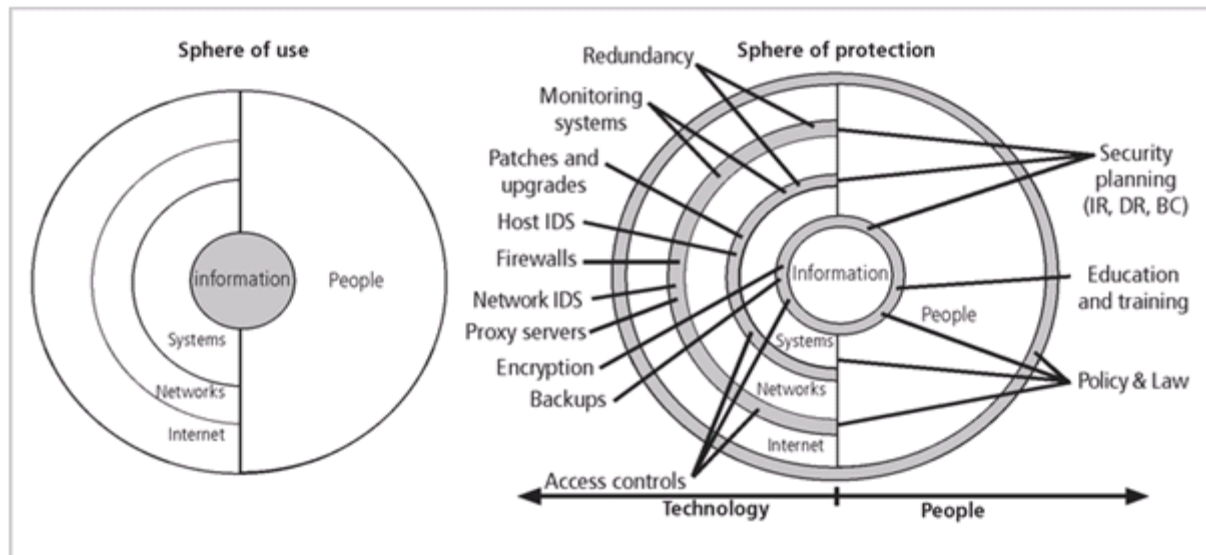 Sphere of use
information
People
Systems
Networks
Internet
Sphere of protection
Redundancy
Monitoring
systems
Patches and
upgrades
Host IDS
Firewalls
Network IDS
Proxy servers
Encryption
Backups
Access controls
Information
People
Systems
Networks
Internet
Security
planning
(IR, DR, BC)
Education
and training
Policy & Law
Technology
People